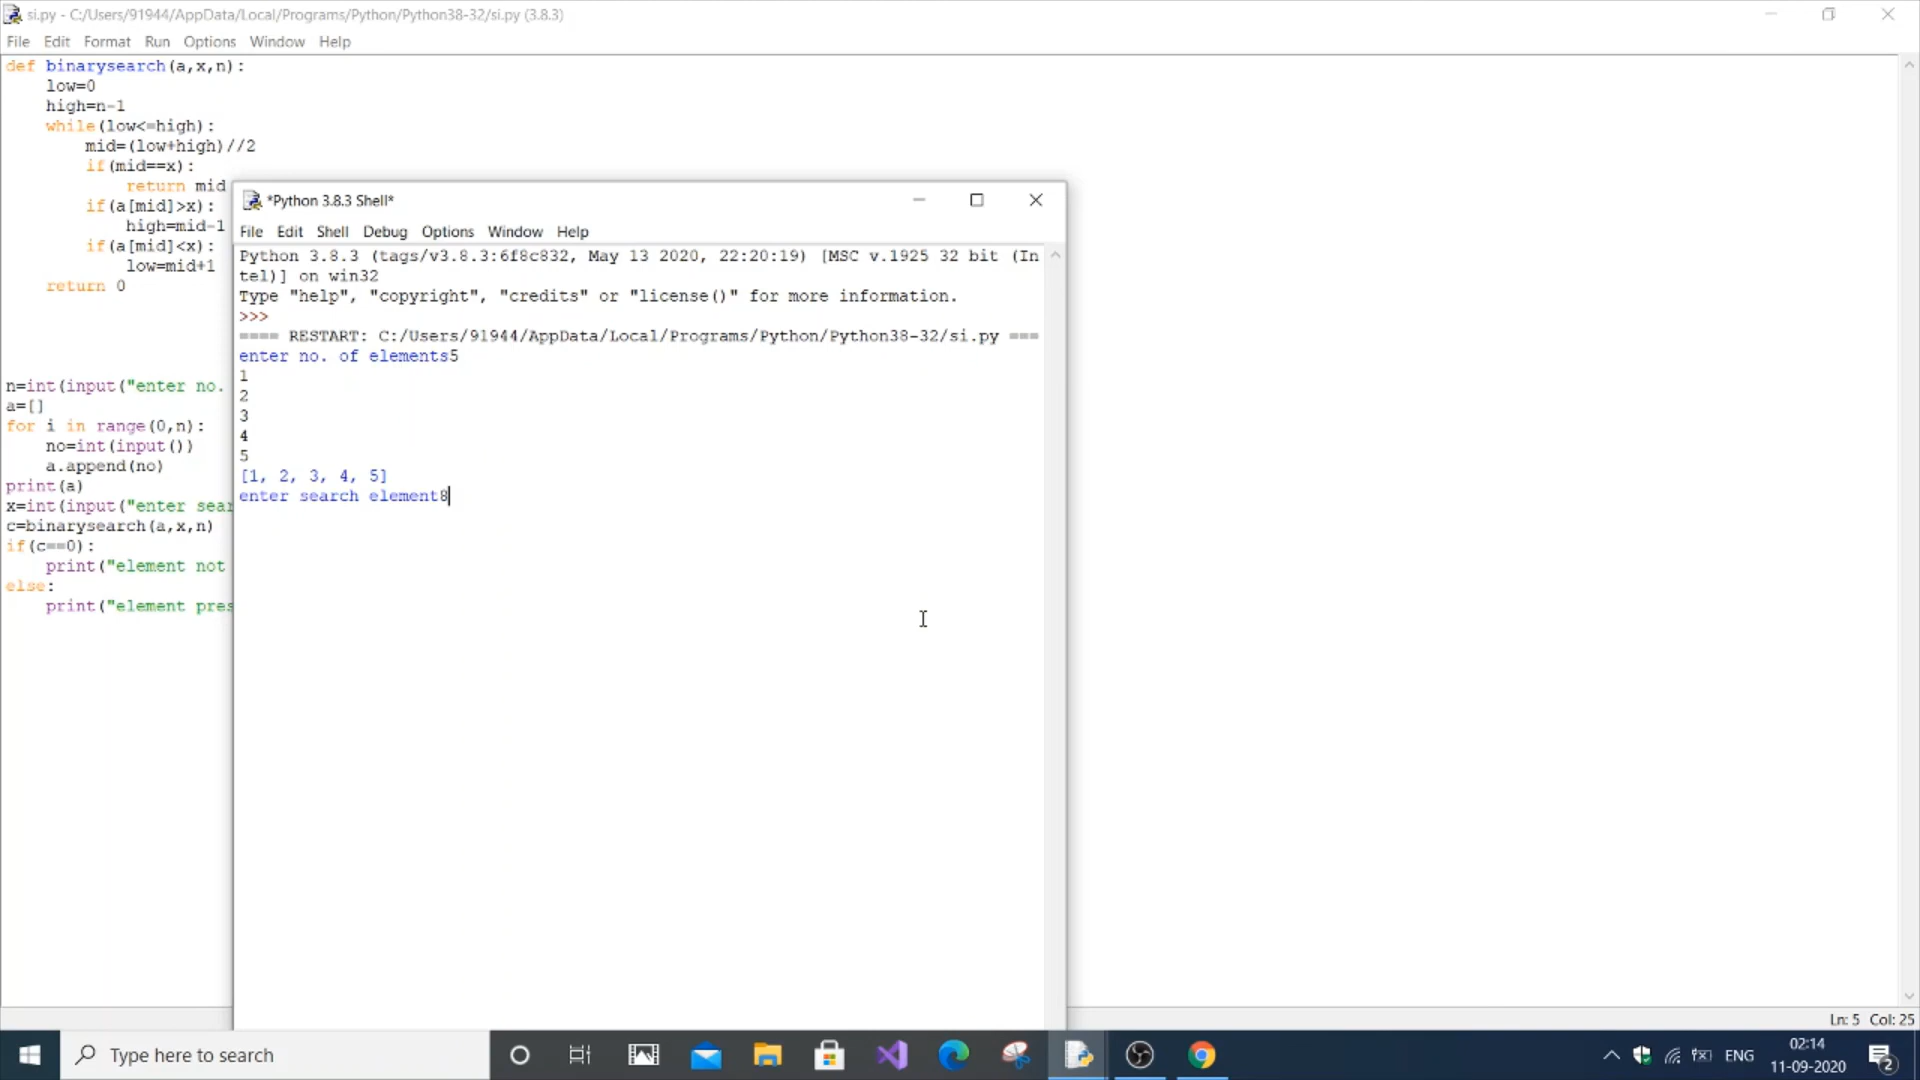 si.py - C:/Users/91944/AppData/Local/Programs/Python/Python38-32/si.py (3.8.3)
File Edit Format Run Options Window Help
def binarysearch(a,x,n):
    low=0
    high=n-1
    while(low<=high):
        mid=(low+high)//2
        if(mid==x):
            return mid
        if(a[mid]>x):
            high=mid-1
        if(a[mid]<x):
            low=mid+1
    return 0
n=int(input("enter no.
a=[]
for i in range(0,n):
    no=int(input())
    a.append(no)
print(a)
x=int(input("enter sear
c=binarysearch(a,x,n)
if(c==0):
    print("element not
else:
    print("element pres
*Python 3.8.3 Shell*
File Edit Shell Debug Options Window Help
Python 3.8.3 (tags/v3.8.3:6f8c832, May 13 2020, 22:20:19) [MSC v.1925 32 bit (In
tel)] on win32
Type "help", "copyright", "credits" or "license()" for more information.
>>>
==== RESTART: C:/Users/91944/AppData/Local/Programs/Python/Python38-32/si.py ===
enter no. of elements5
1
2
3
4
5
[1, 2, 3, 4, 5]
enter search element8
Ln: 5 Col: 25
Type here to search
ENG
02:14
11-09-2020
2